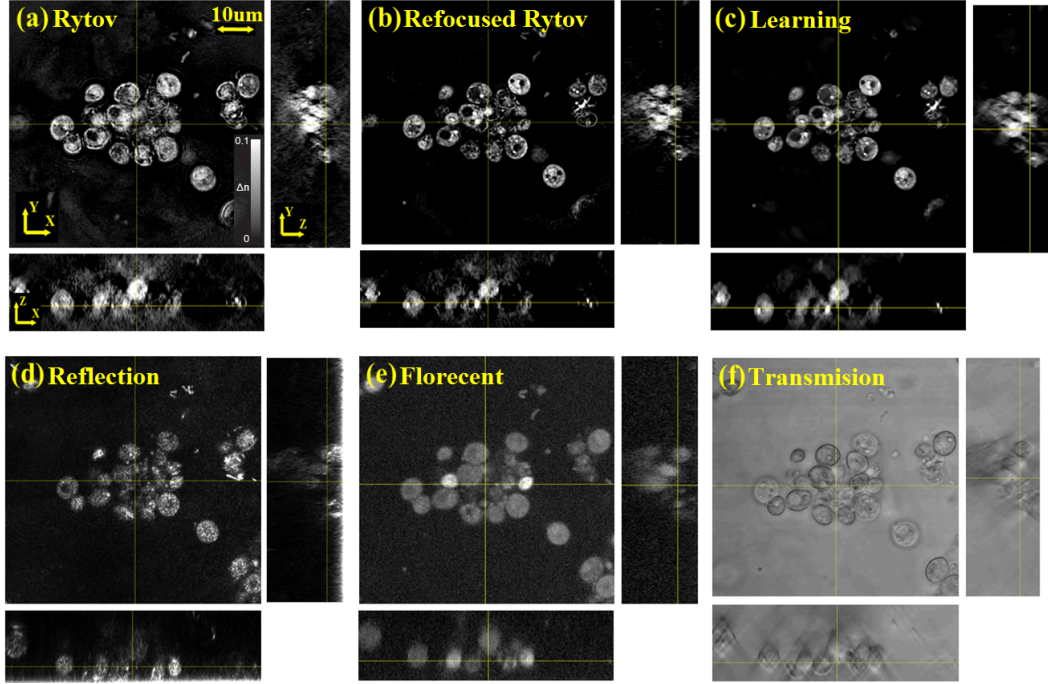 (a) Rytov
10um
(b) Refocused Rytov
(c) Learning
0.1
Δn
0
Y
X
Y
Z
Z
X
(d) Reflection
(e) Florecent
(f) Transmision